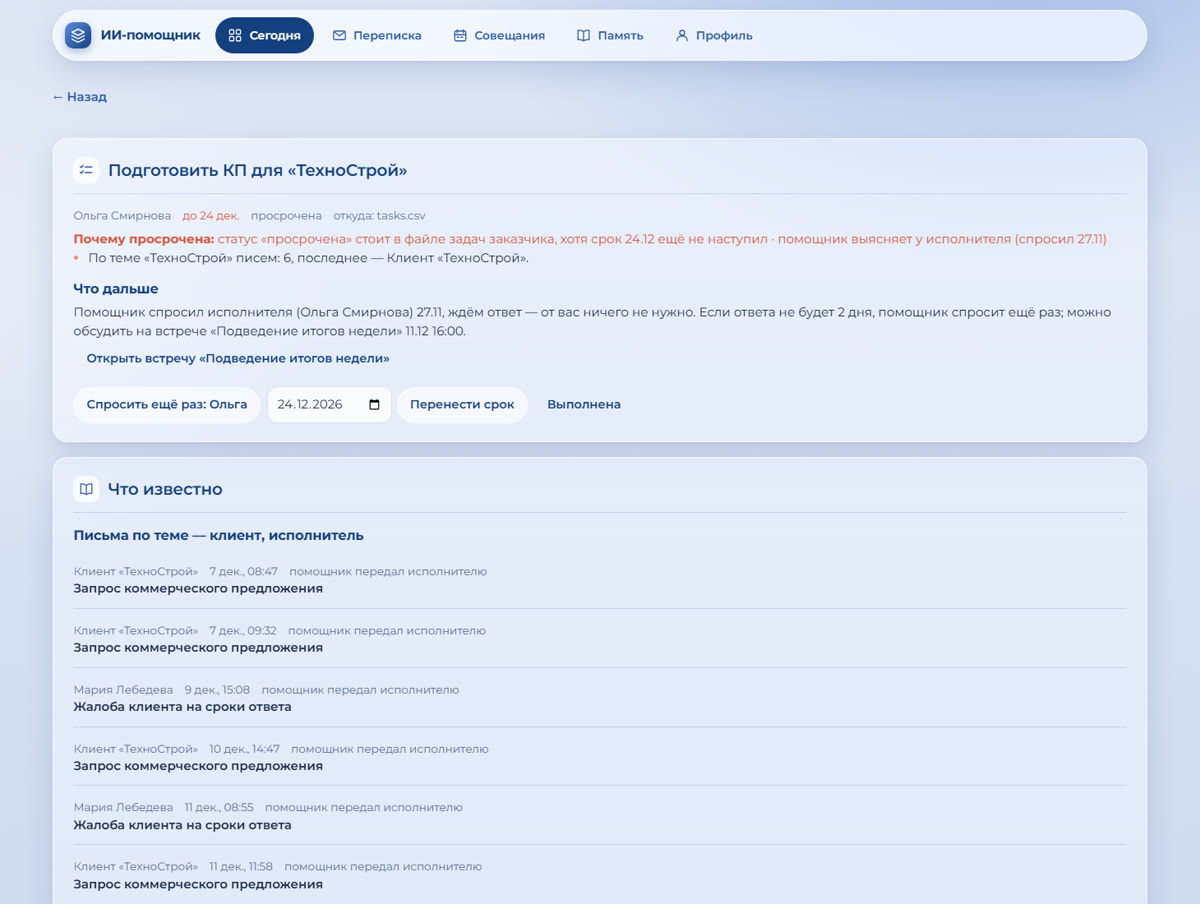 ИИ-помощник Сегодня Переписка Совещания Память Профиль
← Назад
Подготовить КП для «ТехноСтрой»
Ольга Смирнова до 24 дек. просрочена откуда: tasks.csv
Почему просрочена: статус «просрочена» стоит в файле задач заказчика, хотя срок 24.12 ещё не наступил · помощник выясняет у исполнителя (спросил 27.11)
По теме «ТехноСтрой» писем: 6, последнее — Клиент «ТехноСтрой».
Что дальше
Помощник спросил исполнителя (Ольга Смирнова) 27.11, ждём ответ — от вас ничего не нужно. Если ответа не будет 2 дня, помощник спросит ещё раз; можно
обсудить на встрече «Подведение итогов недели» 11.12 16:00.
Открыть встречу «Подведение итогов недели»
Спросить ещё раз: Ольга 24.12.2026 Перенести срок Выполнена
Что известно
Письма по теме — клиент, исполнитель
Клиент «ТехноСтрой» 7 дек., 08:47 помощник передал исполнителю
Запрос коммерческого предложения
Клиент «ТехноСтрой» 7 дек., 09:32 помощник передал исполнителю
Запрос коммерческого предложения
Мария Лебедева 9 дек., 15:08 помощник передал исполнителю
Жалоба клиента на сроки ответа
Клиент «ТехноСтрой» 10 дек., 14:47 помощник передал исполнителю
Запрос коммерческого предложения
Мария Лебедева 11 дек., 08:55 помощник передал исполнителю
Жалоба клиента на сроки ответа
Клиент «ТехноСтрой» 11 дек., 11:58 помощник передал исполнителю
Запрос коммерческого предложения